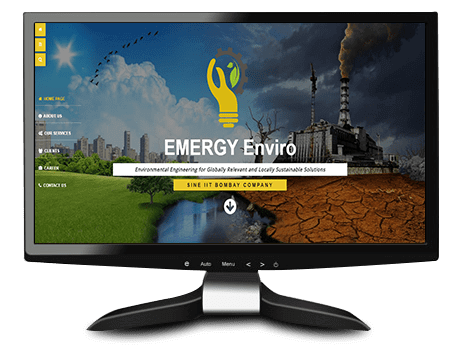 HOME PAGE
ABOUT US
OUR SERVICES
CLIENTS
CAREER
CONTACT US
EMERGY Enviro
Environmental Engineering for Globally Relevant and Locally Sustainable Solutions
SINE IIT BOMBAY COMPANY
e Auto Menu < >